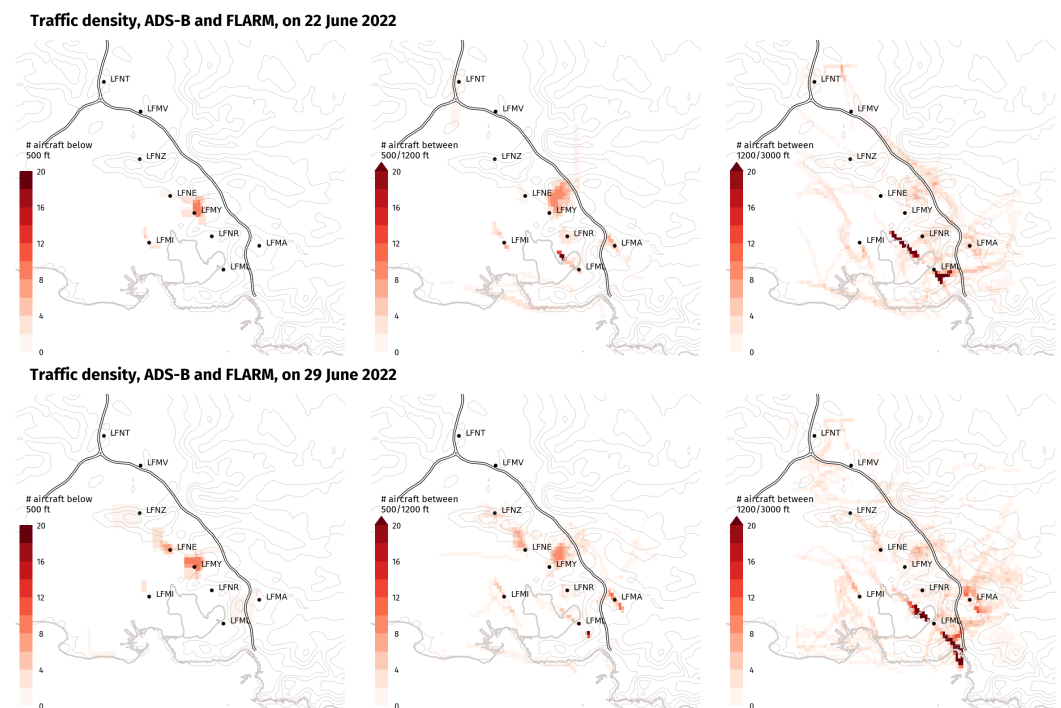 Traffic density, ADS-B and FLARM, on 22 June 2022
LFNT
LFMV
LFNZ
LFNE
LFMY
LFNR
LFMI
LFMA
LFML
# aircraft below
500 ft
20
16
12
8
4
0
LFNT
LFMV
LFNZ
LFNE
LFMY
LFNR
LFMI
LFMA
LFML
# aircraft between
500/1200 ft
20
16
12
8
4
0
LFNT
LFMV
LFNZ
LFNE
LFMY
LFNR
LFMI
LFMA
LFML
# aircraft between
1200/3000 ft
20
16
12
8
4
0
Traffic density, ADS-B and FLARM, on 29 June 2022
LFNT
LFMV
LFNZ
LFNE
LFMY
LFNR
LFMI
LFMA
LFML
# aircraft below
500 ft
20
16
12
8
4
0
LFNT
LFMV
LFNZ
LFNE
LFMY
LFNR
LFMI
LFMA
LFML
# aircraft between
500/1200 ft
20
16
12
8
4
0
LFNT
LFMV
LFNZ
LFNE
LFMY
LFNR
LFMI
LFMA
LFML
# aircraft between
1200/3000 ft
20
16
12
8
4
0